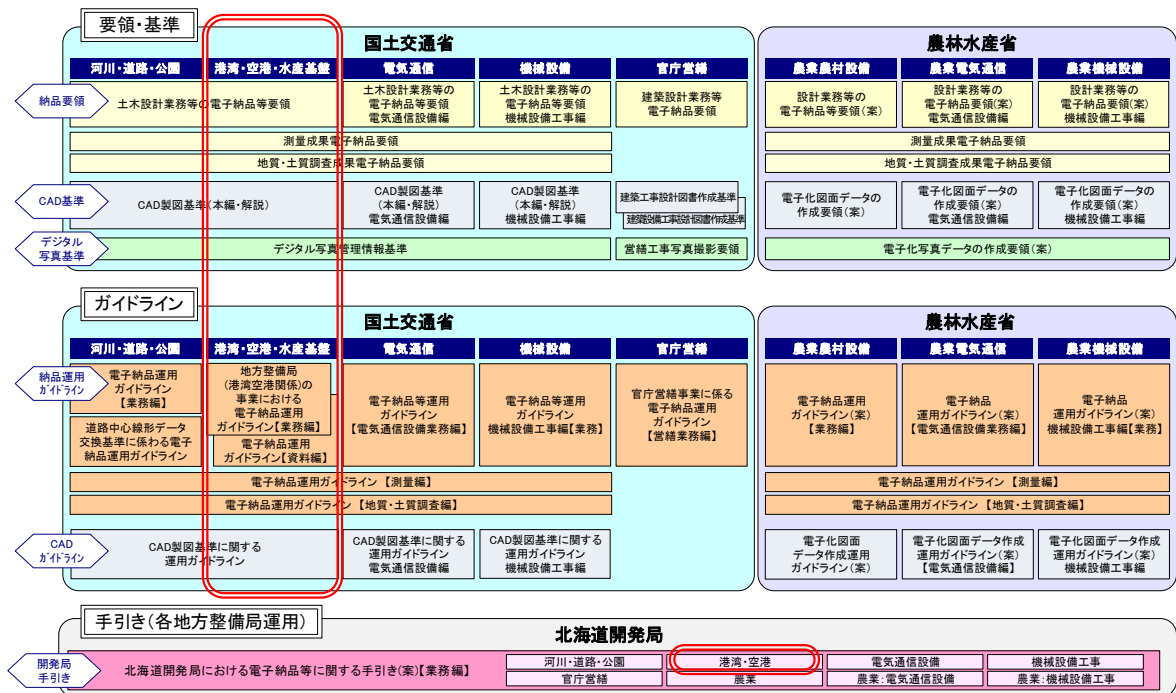 要領・基準
国土交通省
農林水産省
河川・道路・公園
港湾・空港・水産基盤
電気通信
機械設備
官庁営繕
農業農村設備
農業電気通信
農業機械設備
納品要領
土木設計業務等の電子納品等要領
土木設計業務等の
電子納品等要領
電気通信設備編
土木設計業務等の
電子納品等要領
機械設備工事編
建築設計業務等
電子納品要領
設計業務等の
電子納品等要領(案)
設計業務等の
電子納品要領(案)
電気通信設備編
設計業務等の
電子納品要領(案)
機械設備工事編
測量成果電子納品要領
測量成果電子納品要領
地質・土質調査成果電子納品要領
地質・土質調査成果電子納品要領
CAD基準
CAD製図基準(本編・解説)
CAD製図基準
(本編・解説)
電気通信設備編
CAD製図基準
(本編・解説)
機械設備工事編
建築工事設計図書作成基準
建築設備工事設計図書作成基準
電子化図面データの
作成要領(案)
電子化図面データの
作成要領(案)
電気通信設備編
電子化図面データの
作成要領(案)
機械設備工事編
デジタル
写真基準
デジタル写真管理情報基準
営繕工事写真撮影要領
電子化写真データの作成要領(案)
ガイドライン
国土交通省
農林水産省
河川・道路・公園
港湾・空港・水産基盤
電気通信
機械設備
官庁営繕
農業農村設備
農業電気通信
農業機械設備
納品運用
ガイドライン
電子納品運用
ガイドライン
【業務編】
道路中心線形データ
交換基準に係わる電子
納品運用ガイドライン
地方整備局
(港湾空港関係)の
事業における
電子納品運用
ガイドライン【業務編】
電子納品運用
ガイドライン【資料編】
電子納品等運用
ガイドライン
【電気通信設備業務編】
電子納品等運用
ガイドライン
機械設備工事編【業務】
官庁営繕事業に係る
電子納品運用
ガイドライン
【営繕業務編】
電子納品運用
ガイドライン(案)
【業務編】
電子納品
運用ガイドライン(案)
【電気通信設備業務編】
電子納品
運用ガイドライン(案)
機械設備工事編【業務】
電子納品運用ガイドライン 【測量編】
電子納品運用ガイドライン 【測量編】
電子納品運用ガイドライン 【地質・土質調査編】
電子納品運用ガイドライン 【地質・土質調査編】
CAD
ガイドライン
CAD製図基準に関する
運用ガイドライン
CAD製図基準に関する
運用ガイドライン
電気通信設備編
CAD製図基準に関する
運用ガイドライン
機械設備工事編
電子化図面
データ作成運用
ガイドライン(案)
電子化図面データ作成
運用ガイドライン(案)
【電気通信設備編】
電子化図面データ作成
運用ガイドライン(案)
機械設備工事編
手引き(各地方整備局運用)
北海道開発局
開発局
手引き
北海道開発局における電子納品等に関する手引き(案)【業務編】
河川・道路・公園
港湾・空港
電気通信設備
機械設備工事
官庁営繕
農業
農業:電気通信設備
農業:機械設備工事